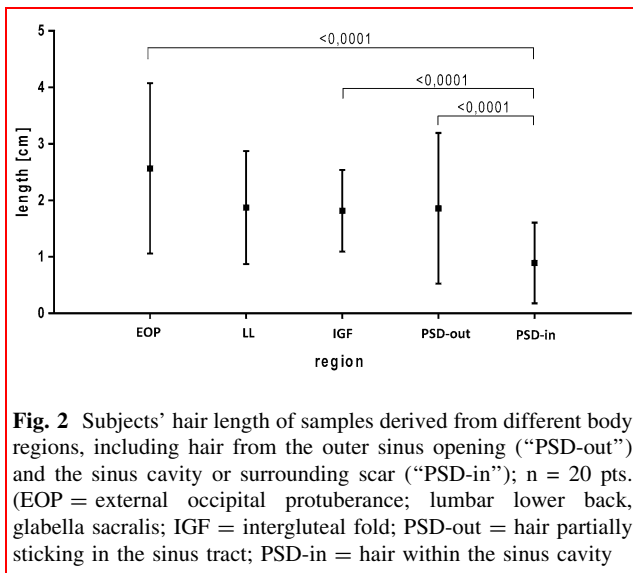 5
<0,0001
4
<0,0001
<0,0001
3
length [cm]
2
1
0
EOP LL IGF PSD-out PSD-in
region
Fig. 2 Subjects' hair length of samples derived from different body
regions, including hair from the outer sinus opening (“PSD-out”)
and the sinus cavity or surrounding scar (“PSD-in”); n = 20 pts.
(EOP = external occipital protuberance; lumbar lower back,
glabella sacralis; IGF = intergluteal fold; PSD-out = hair partially
sticking in the sinus tract; PSD-in = hair within the sinus cavity